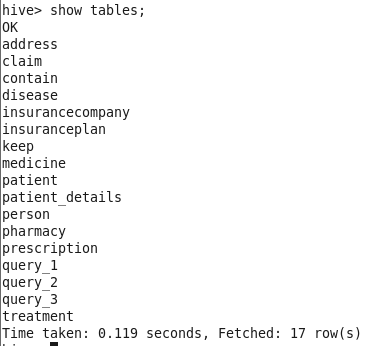 hive> show tables;
OK
address
claim
contain
disease
insurancecompany
insuranceplan
keep
medicine
patient
patient_details
person
pharmacy
prescription
query_1
query_2
query_3
treatment
Time taken: 0.119 seconds, Fetched: 17 row(s)